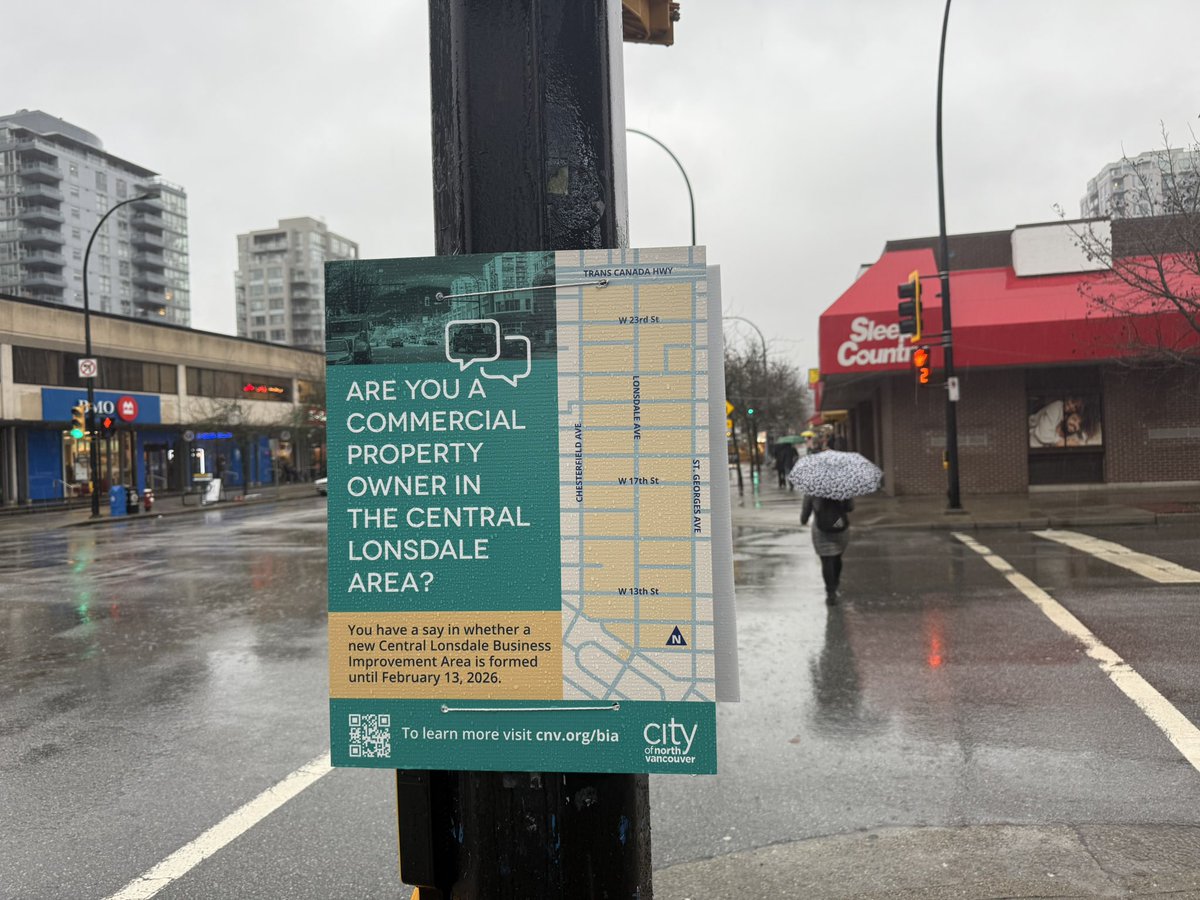 ARE YOU A
COMMERCIAL
PROPERTY
OWNER IN
THE CENTRAL
LONSDALE
AREA?
You have a say in whether a
new Central Lonsdale Business
Improvement Area is formed
until February 13, 2026.
To learn more visit cnv.org/bia
city
of north
vancouver
TRANS CANADA HWY
W 23rd St
LONSDALE AVE
CHESTERFIELD AVE
W 17th St
ST. GEORGES AVE
W 13th St
N
BMO
Sleep
Country
2